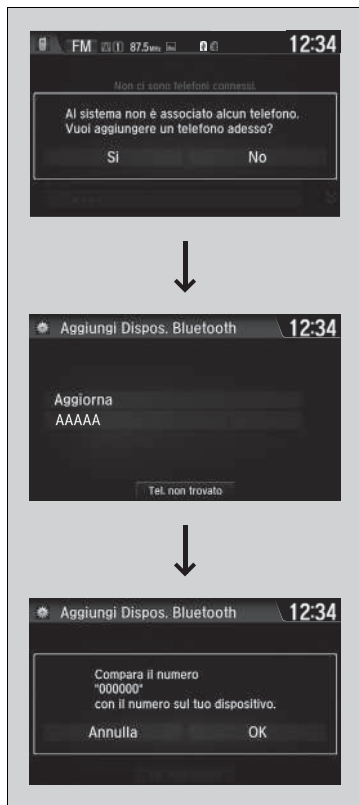 FM 87.5MHz 12:34
Non ci sono telefoni connessi.
Al sistema non è associato alcun telefono.
Vuoi aggiungere un telefono adesso?
Sì No
Aggiungi Dispos. Bluetooth 12:34
Aggiorna
AAAAA
Tel. non trovato
Aggiungi Dispos. Bluetooth 12:34
Compara il numero
"000000"
con il numero sul tuo dispositivo.
Annulla OK